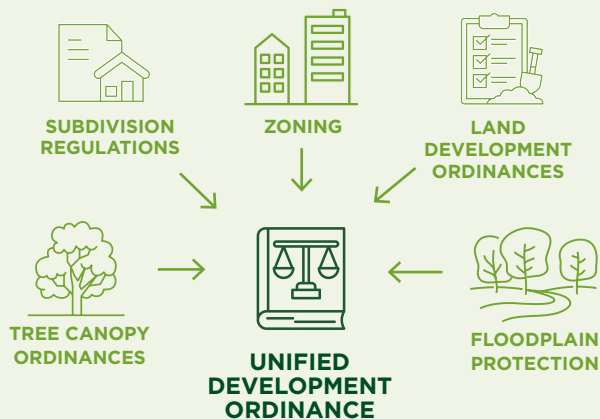 SUBDIVISION
REGULATIONS
ZONING
LAND
DEVELOPMENT
ORDINANCES
TREE CANOPY
ORDINANCES
FLOODPLAIN
PROTECTION
UNIFIED
DEVELOPMENT
ORDINANCE